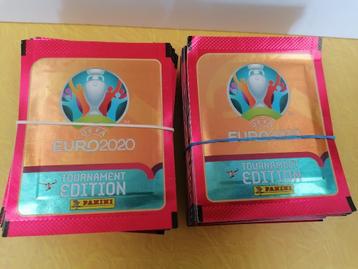 UEFA
EURO2020
TOURNAMENT
EDITION
PANINI
UEFA
EURO2020
TOURNAMENT
EDITION
PANINI